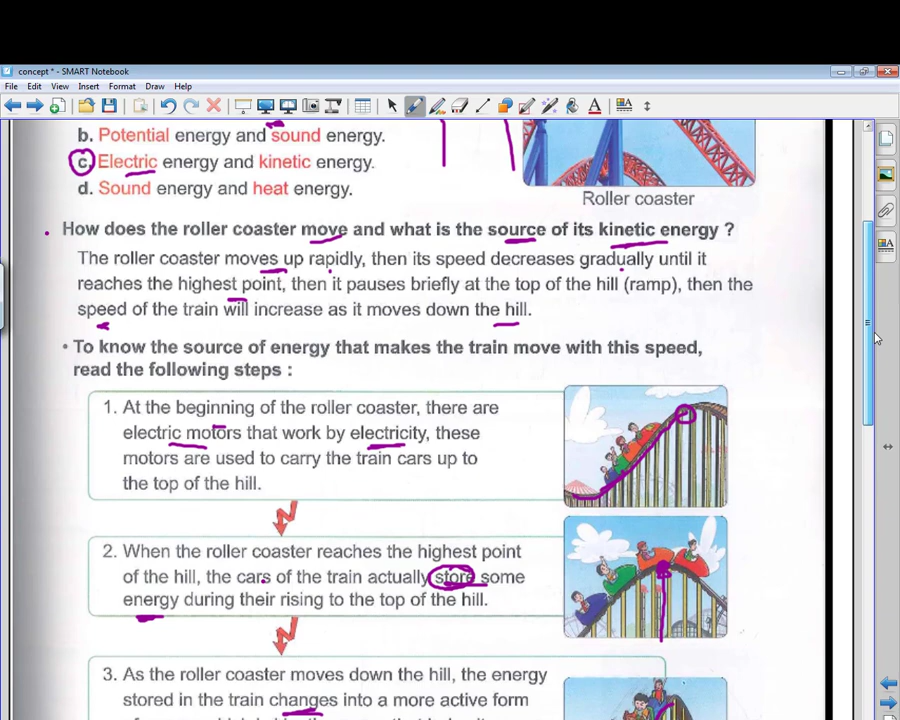 concept * - SMART Notebook
File Edit View Insert Format Draw Help
b. Potential energy and sound energy.
c. Electric energy and kinetic energy.
d. Sound energy and heat energy.
Roller coaster
. How does the roller coaster move and what is the source of its kinetic energy ?
The roller coaster moves up rapidly, then its speed decreases gradually until it
reaches the highest point, then it pauses briefly at the top of the hill (ramp), then the
speed of the train will increase as it moves down the hill.
• To know the source of energy that makes the train move with this speed,
read the following steps :
1. At the beginning of the roller coaster, there are
electric motors that work by electricity, these
motors are used to carry the train cars up to
the top of the hill.
2. When the roller coaster reaches the highest point
of the hill, the cars of the train actually store some
energy during their rising to the top of the hill.
3. As the roller coaster moves down the hill, the energy
stored in the train changes into a more active form